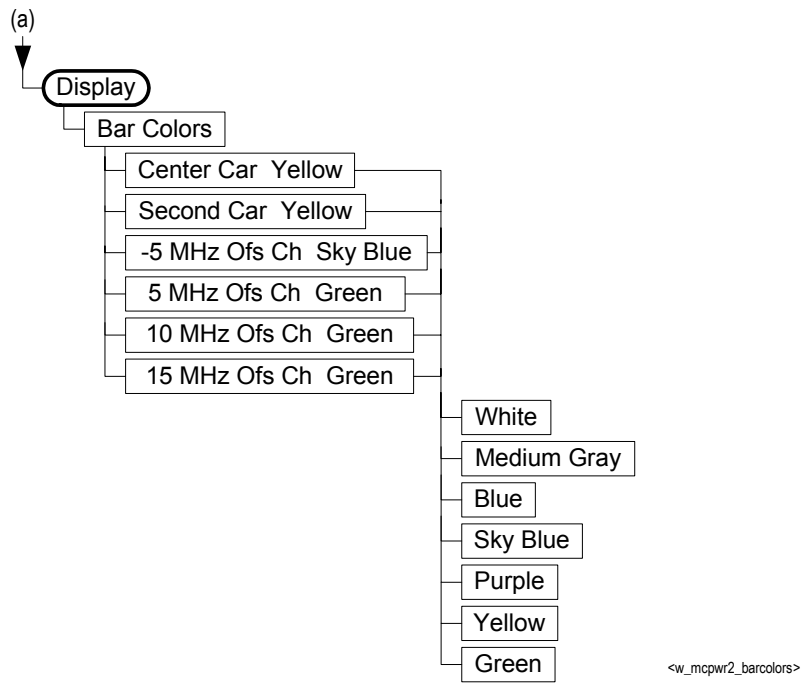 (a)
Display
Bar Colors
Center Car Yellow
Second Car Yellow
-5 MHz Ofs Ch Sky Blue
5 MHz Ofs Ch Green
10 MHz Ofs Ch Green
15 MHz Ofs Ch Green
White
Medium Gray
Blue
Sky Blue
Purple
Yellow
Green
<w_mcpwr2_barcolors>